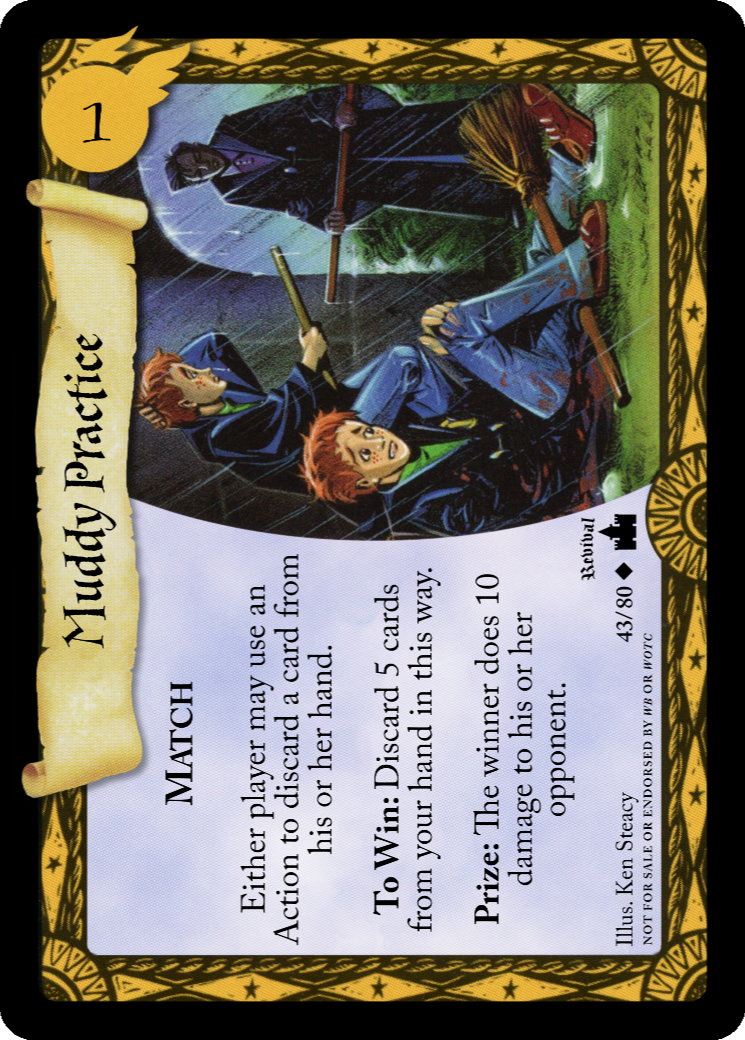 1
Muddy Practice
MATCH
Either player may use an
Action to discard a card from
his or her hand.
To Win: Discard 5 cards
from your hand in this way.
Prize: The winner does 10
damage to his or her
opponent.
Revival
Illus. Ken Steacy
43/80
NOT FOR SALE OR ENDORSED BY WB OR WOTC